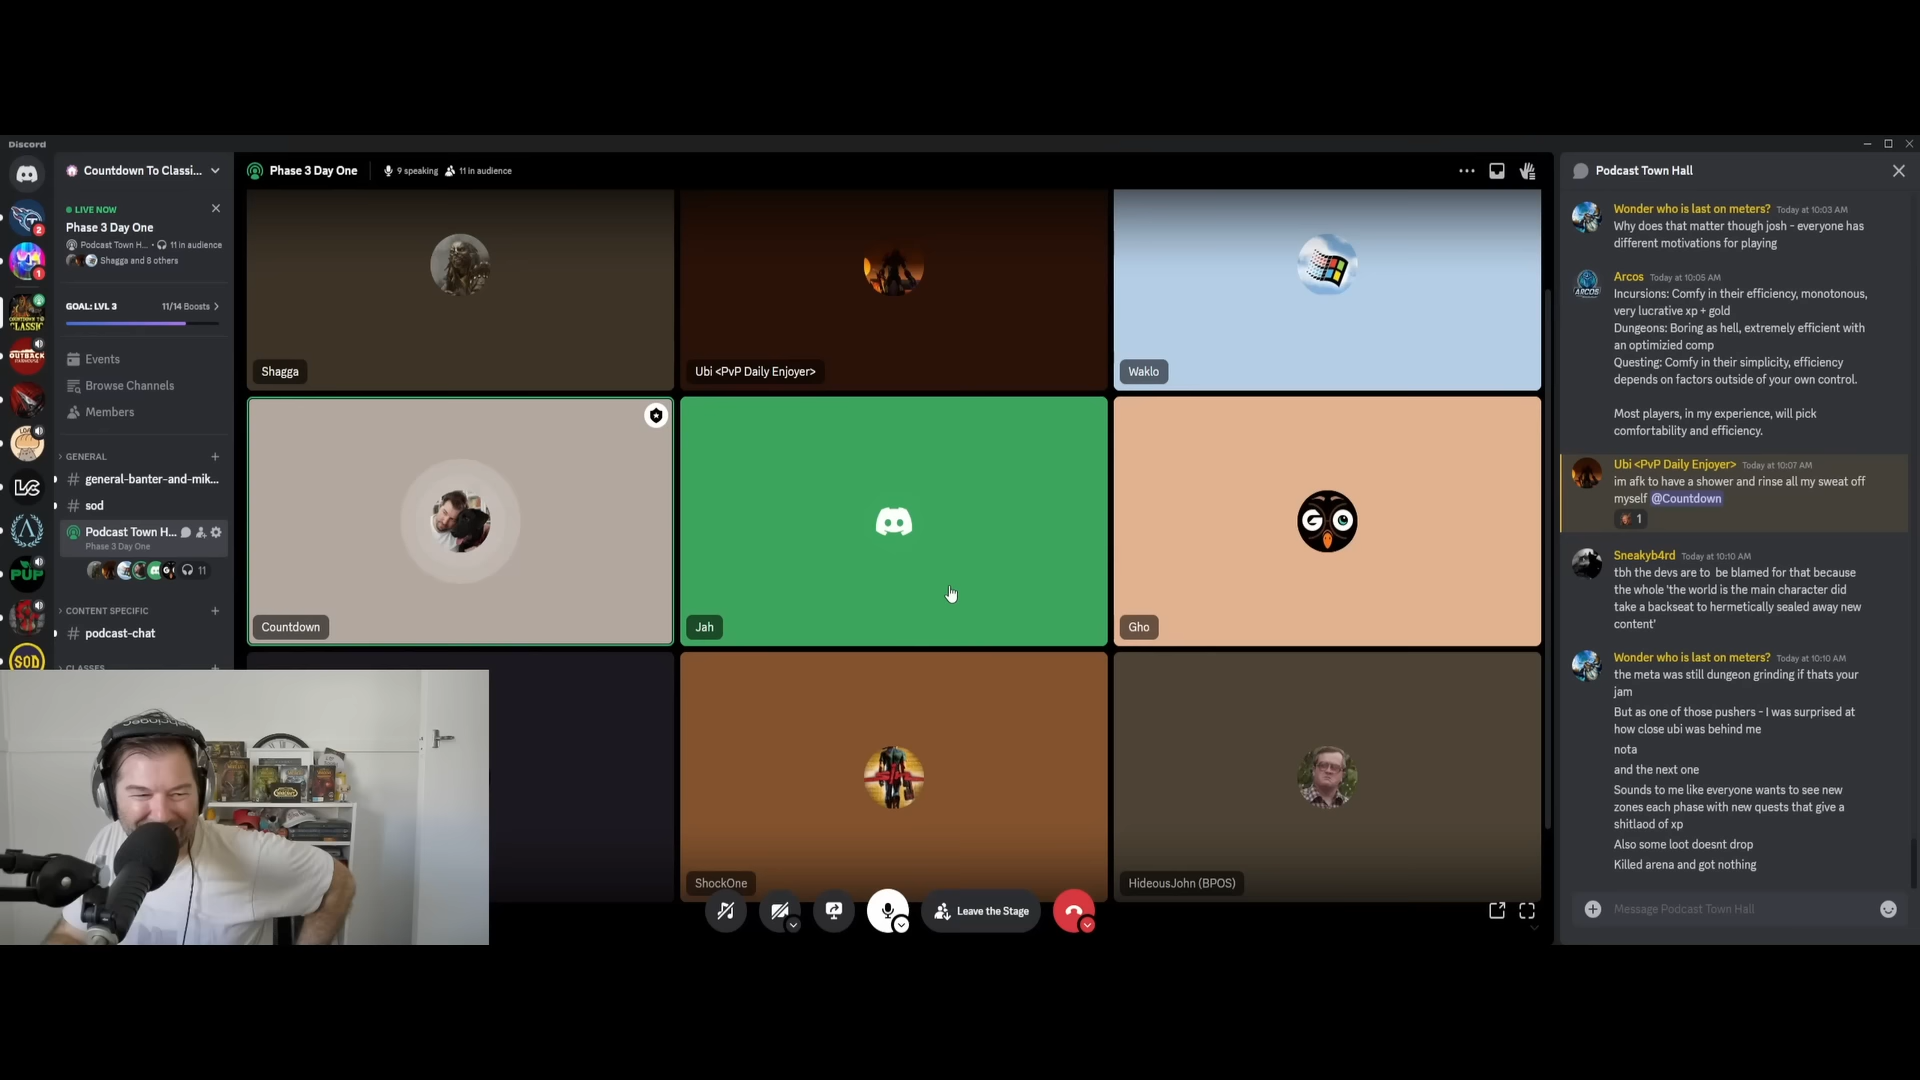 Discord
Countdown To Classi...
LIVE NOW
Phase 3 Day One
Podcast Town H... • 11 in audience
Shagga and 8 others
GOAL: LVL 3 11/14 Boosts >
Events
Browse Channels
Members
GENERAL
general-banter-and-mik...
sod
Podcast Town H...
Phase 3 Day One
11
CONTENT SPECIFIC
podcast-chat
CLASSES
2
1
COUNTDOWN TO
CLASSIC
OUTBACK
PUP
SOD
Phase 3 Day One
9 speaking 11 in audience
Shagga
Ubi <PvP Daily Enjoyer>
Waklo
Countdown
Jah
GO
Gho
ShockOne
HideousJohn (BPOS)
Leave the Stage
Podcast Town Hall
Wonder who is last on meters? Today at 10:03 AM
Why does that matter though josh - everyone has
different motivations for playing
ARCOS
Arcos Today at 10:05 AM
Incursions: Comfy in their efficiency, monotonous,
very lucrative xp + gold
Dungeons: Boring as hell, extremely efficient with
an optimizied comp
Questing: Comfy in their simplicity, efficiency
depends on factors outside of your own control.
Most players, in my experience, will pick
comfortability and efficiency.
Ubi <PvP Daily Enjoyer> Today at 10:07 AM
im afk to have a shower and rinse all my sweat off
myself @Countdown
1
Sneakyb4rd Today at 10:10 AM
tbh the devs are to be blamed for that because
the whole 'the world is the main character did
take a backseat to hermetically sealed away new
content'
Wonder who is last on meters? Today at 10:10 AM
the meta was still dungeon grinding if thats your
jam
But as one of those pushers - I was surprised at
how close ubi was behind me
nota
and the next one
Sounds to me like everyone wants to see new
zones each phase with new quests that give a
shitlaod of xp
Also some loot doesnt drop
Killed arena and got nothing
Message Podcast Town Hall